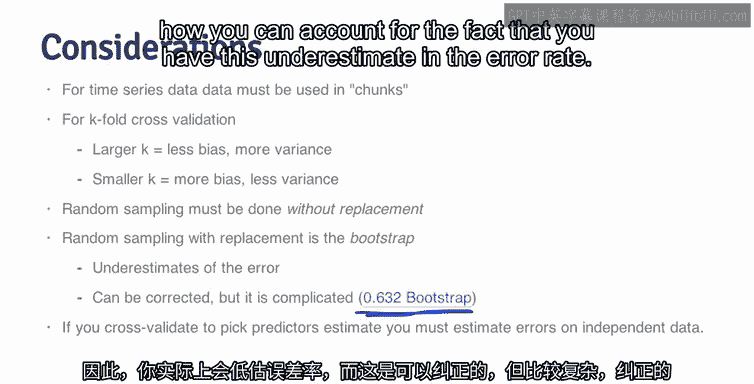 how you can account for the fact that you
have this underestimate in the error rate.
Considerations
· For time series data data must be used in "chunks"
· For k-fold cross validation
- Larger k = less bias, more variance
- Smaller k = more bias, less variance
· Random sampling must be done without replacement
· Random sampling with replacement is the bootstrap
- Underestimates of the error
- Can be corrected, but it is complicated (0.632 Bootstrap)
· If you cross-validate to pick predictors estimate you must estimate errors on independent data.
因此，你实际上会低估误差率，而这是可以纠正的，但比较复杂，纠正的